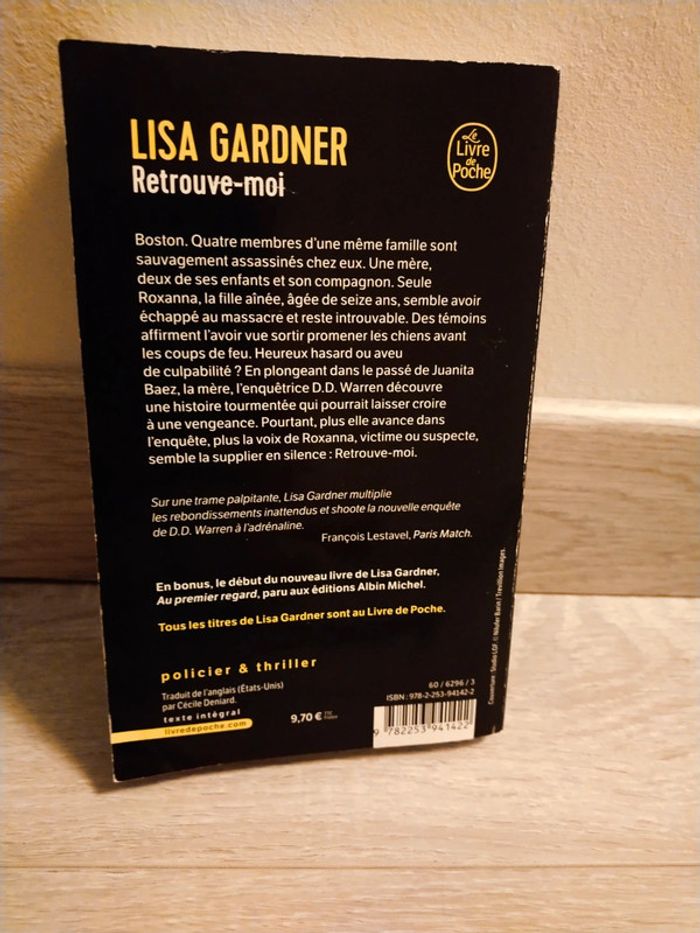 LISA GARDNER
Retrouve-moi
Le
Livre
de
Poche
Boston. Quatre membres d'une même famille sont
sauvagement assassinés chez eux. Une mère,
deux de ses enfants et son compagnon. Seule
Roxanna, la fille aînée, âgée de seize ans, semble avoir
échappé au massacre et reste introuvable. Des témoins
affirment l'avoir vue sortir promener les chiens avant
les coups de feu. Heureux hasard ou aveu
de culpabilité ? En plongeant dans le passé de Juanita
Baez, la mère, l'enquêtrice D.D. Warren découvre
une histoire tourmentée qui pourrait laisser croire
à une vengeance. Pourtant, plus elle avance dans
l'enquête, plus la voix de Roxanna, victime ou suspecte,
semble la supplier en silence : Retrouve-moi.
Sur une trame palpitante, Lisa Gardner multiplie
les rebondissements inattendus et shoote la nouvelle enquête
de D.D. Warren à l'adrénaline.
François Lestavel, Paris Match.
En bonus, le début du nouveau livre de Lisa Gardner,
Au premier regard, paru aux éditions Albin Michel.
Tous les titres de Lisa Gardner sont au Livre de Poche.
policier & thriller
Traduit de l'anglais (États-Unis)
par Cécile Deniard.
texte intégral
livredepoche.com
9,70 € TTC
France
60 / 6296 / 3
ISBN : 978-2-253-94142-2
9 782253 941422
Couverture : Studio LGF. © Nilufer Barin / Trevillion Images.